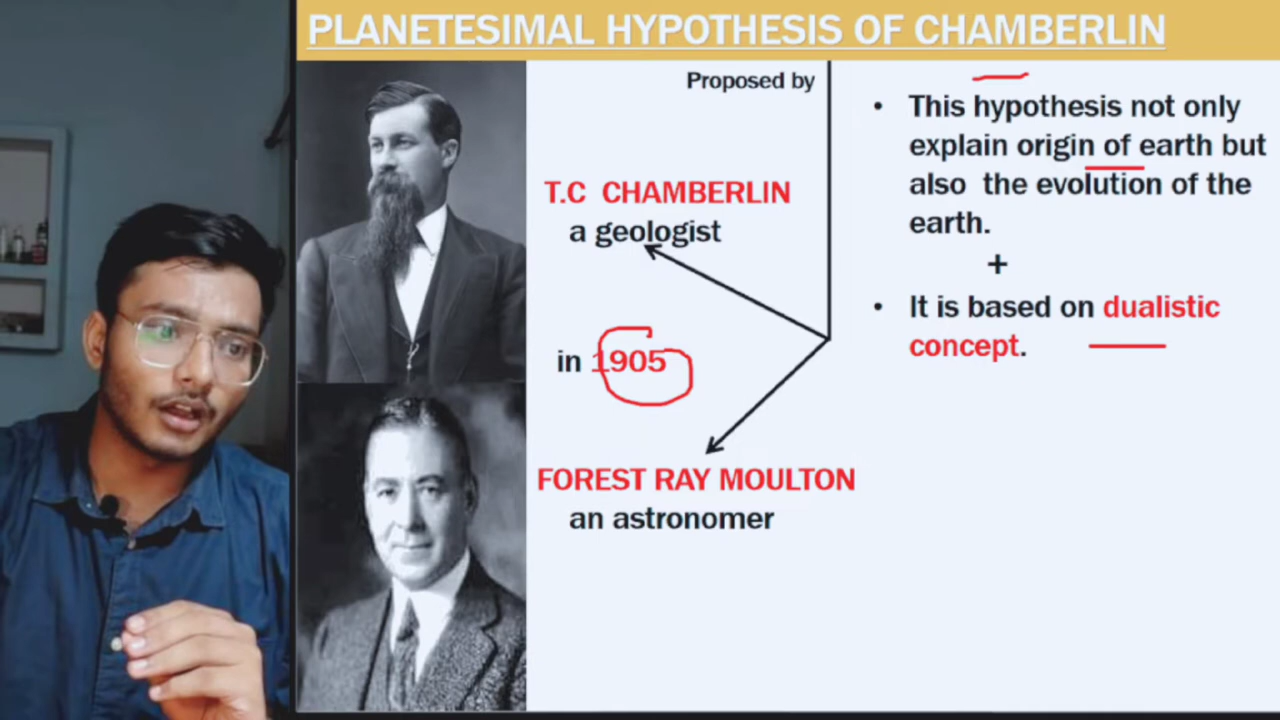 PLANETESIMAL HYPOTHESIS OF CHAMBERLIN
Proposed by
T.C CHAMBERLIN
a geologist
in 1905
FOREST RAY MOULTON
an astronomer
• This hypothesis not only
explain origin of earth but
also the evolution of the
earth.
+
• It is based on dualistic
concept.